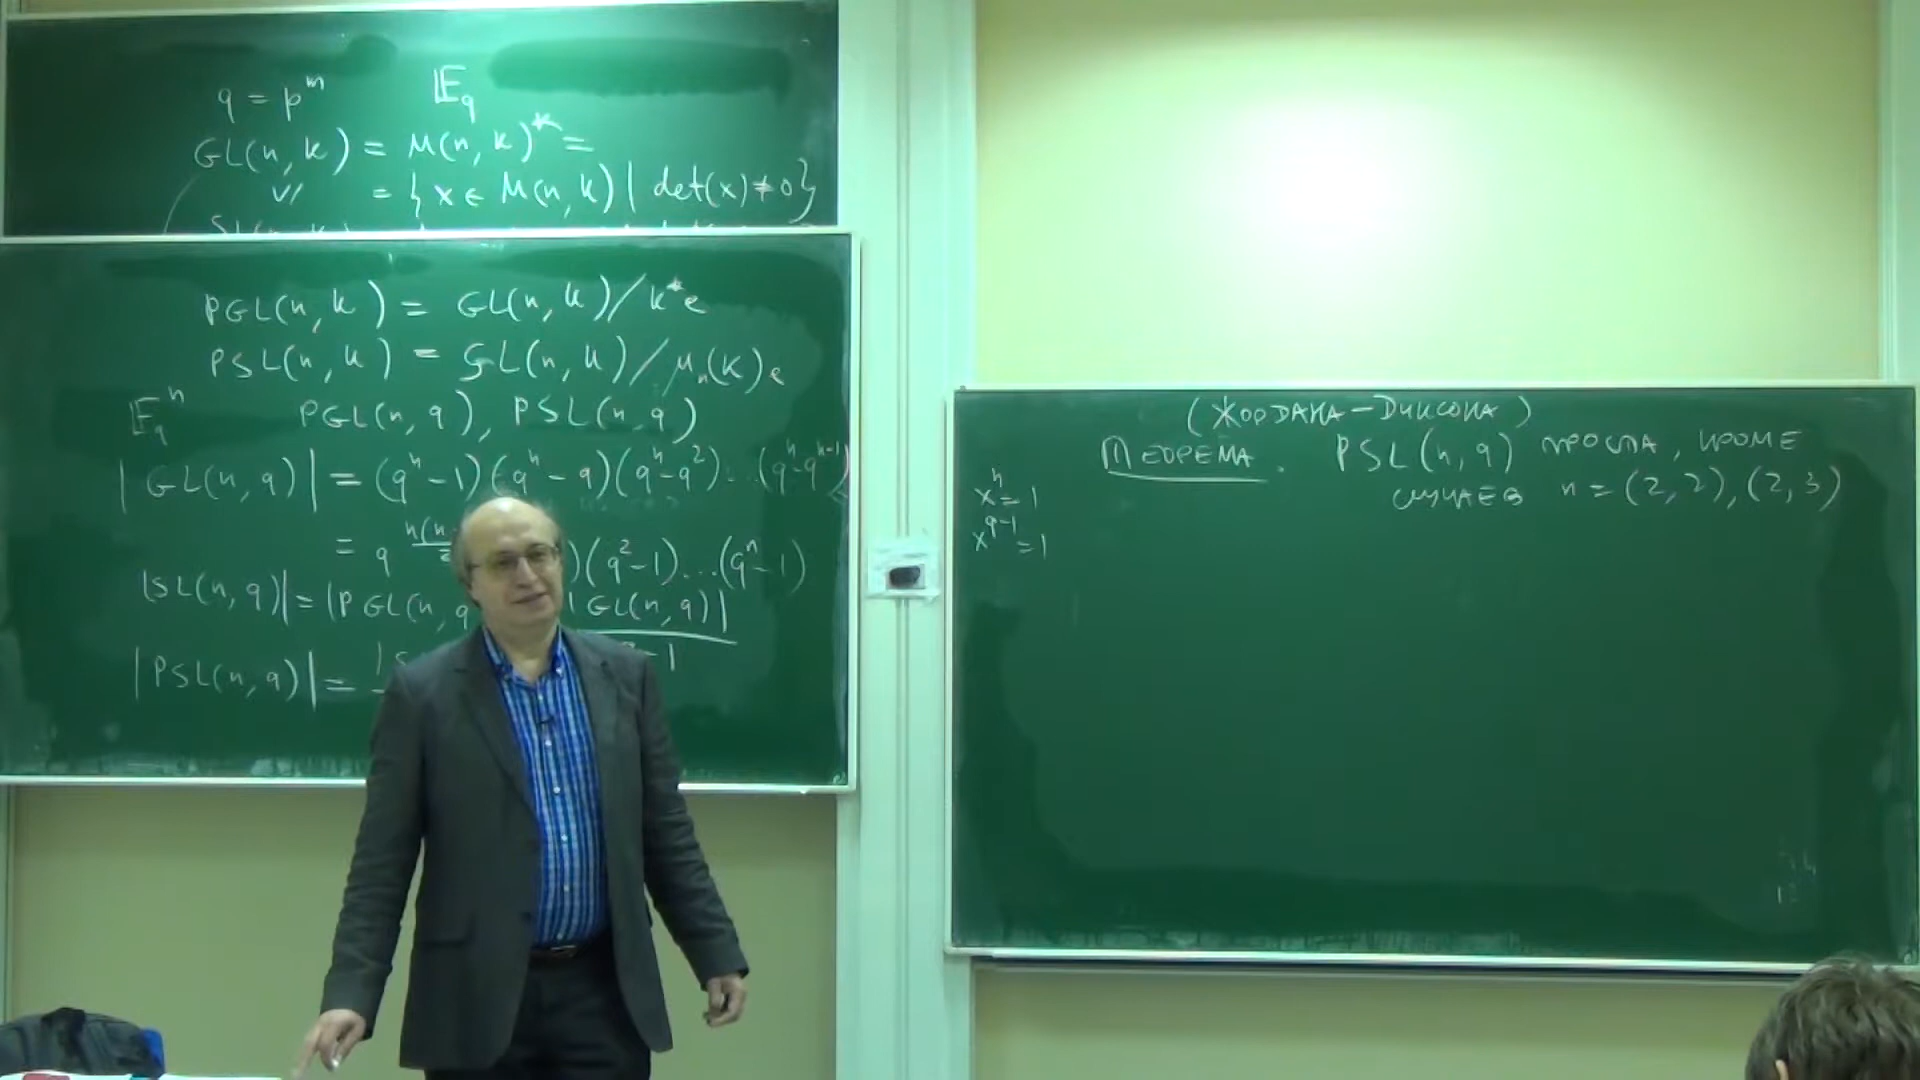 q = p^m 𝔽_q
GL(n, k) = M(n, k)^* =
∨/ = { x ∈ M(n, k) | det(x) ≠ 0 }
PGL(n, k) = GL(n, k) / k^* e
PSL(n, k) = SL(n, k) / μ_n(k) e
𝔽_q^n PGL(n, q), PSL(n, q)
|GL(n, q)| = (q^n - 1)(q^n - q)(q^n - q^2)...(q^n - q^{n-1})
= q )(q^2 - 1)...(q^n - 1)
|SL(n, q)| = |PGL(n, q |GL(n, q)|
- 1
|PSL(n, q)| = |S
(Жордана-Диксона)
Теорема. PSL(n, q) проста, кроме
случаев n = (2, 2), (2, 3)
x^n = 1
x^{q-1} = 1